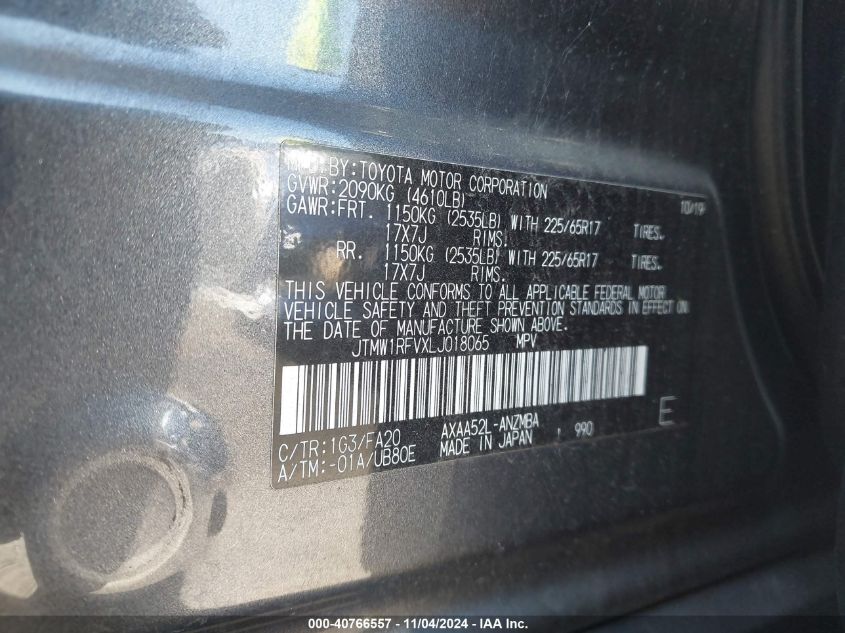 MFD. BY: TOYOTA MOTOR CORPORATION 10/19
GVWR: 2090KG (4610LB)
GAWR: FRT. 1150KG (2535LB) WITH 225/65R17 TIRES.
17X7J RIMS.
RR. 1150KG (2535LB) WITH 225/65R17 TIRES.
17X7J RIMS.
THIS VEHICLE CONFORMS TO ALL APPLICABLE FEDERAL MOTOR
VEHICLE SAFETY AND THEFT PREVENTION STANDARDS IN EFFECT ON
THE DATE OF MANUFACTURE SHOWN ABOVE.
JTMW1RFVXLJ018065 MPV
C/TR: 1G3/FA20 AXAA52L-ANZMBA 990 E
A/TM: -01A/UB80E MADE IN JAPAN
000-40766557 - 11/04/2024 - Copyright © 2024 IAA, Inc.